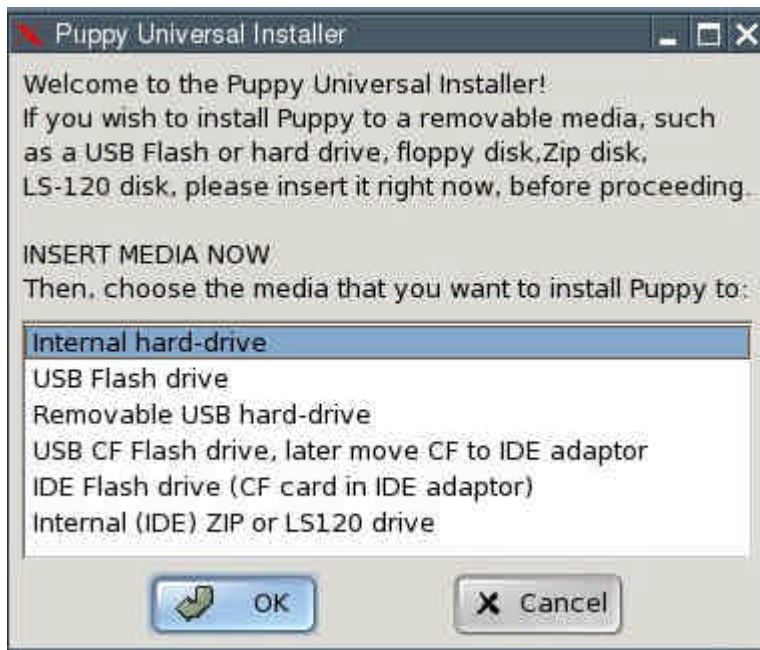 Puppy Universal Installer
Welcome to the Puppy Universal Installer!
If you wish to install Puppy to a removable media, such
as a USB Flash or hard drive, floppy disk,Zip disk,
LS-120 disk, please insert it right now, before proceeding.
INSERT MEDIA NOW
Then, choose the media that you want to install Puppy to:
Internal hard-drive
USB Flash drive
Removable USB hard-drive
USB CF Flash drive, later move CF to IDE adaptor
IDE Flash drive (CF card in IDE adaptor)
Internal (IDE) ZIP or LS120 drive
OK Cancel